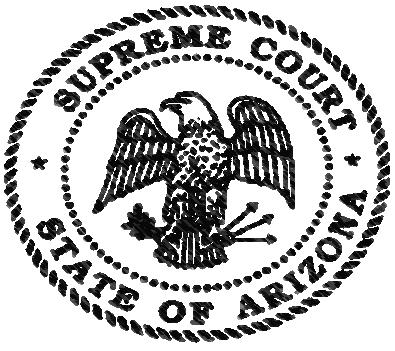 SUPREME COURT
STATE OF ARIZONA